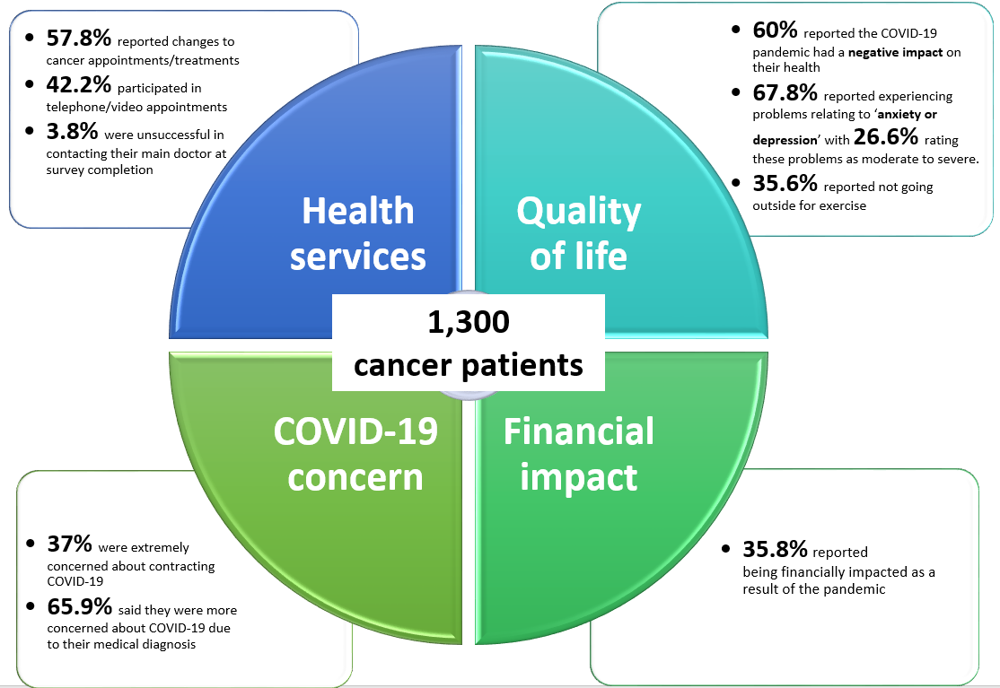 • 57.8% reported changes to
cancer appointments/treatments
• 42.2% participated in
telephone/video appointments
• 3.8% were unsuccessful in
contacting their main doctor at
survey completion
• 60% reported the COVID-19
pandemic had a negative impact on
their health
• 67.8% reported experiencing
problems relating to ‘anxiety or
depression’ with 26.6% rating
these problems as moderate to severe.
• 35.6% reported not going
outside for exercise
Health
services
Quality
of life
1,300
cancer patients
COVID-19
concern
Financial
impact
• 37% were extremely
concerned about contracting
COVID-19
• 65.9% said they were more
concerned about COVID-19 due
to their medical diagnosis
• 35.8% reported
being financially impacted as a
result of the pandemic